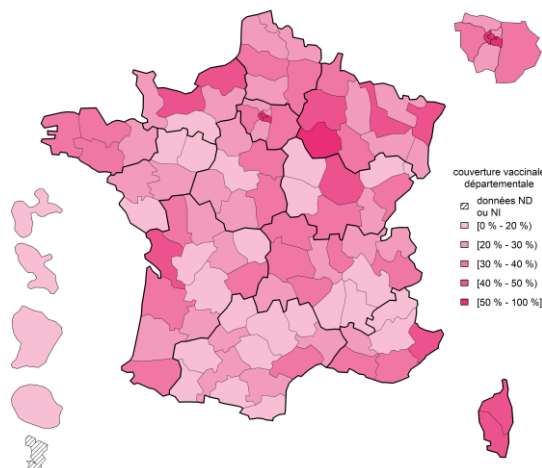 couverture vaccinale
départementale
données ND
ou NI
[0 % - 20 %)
[20 % - 30 %)
[30 % - 40 %)
[40 % - 50 %)
[50 % - 100 %]